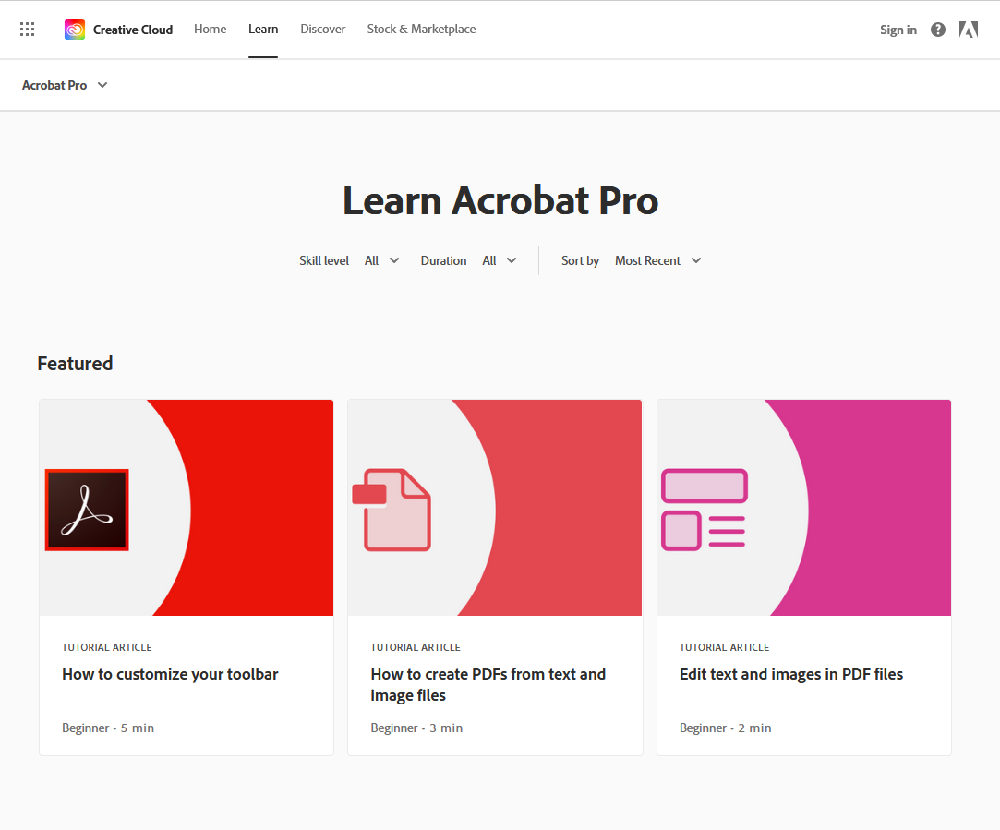 Creative Cloud Home Learn Discover Stock & Marketplace Sign in ?
Acrobat Pro
Learn Acrobat Pro
Skill level All Duration All Sort by Most Recent
Featured
TUTORIAL ARTICLE
How to customize your toolbar
Beginner • 5 min
TUTORIAL ARTICLE
How to create PDFs from text and
image files
Beginner • 3 min
TUTORIAL ARTICLE
Edit text and images in PDF files
Beginner • 2 min